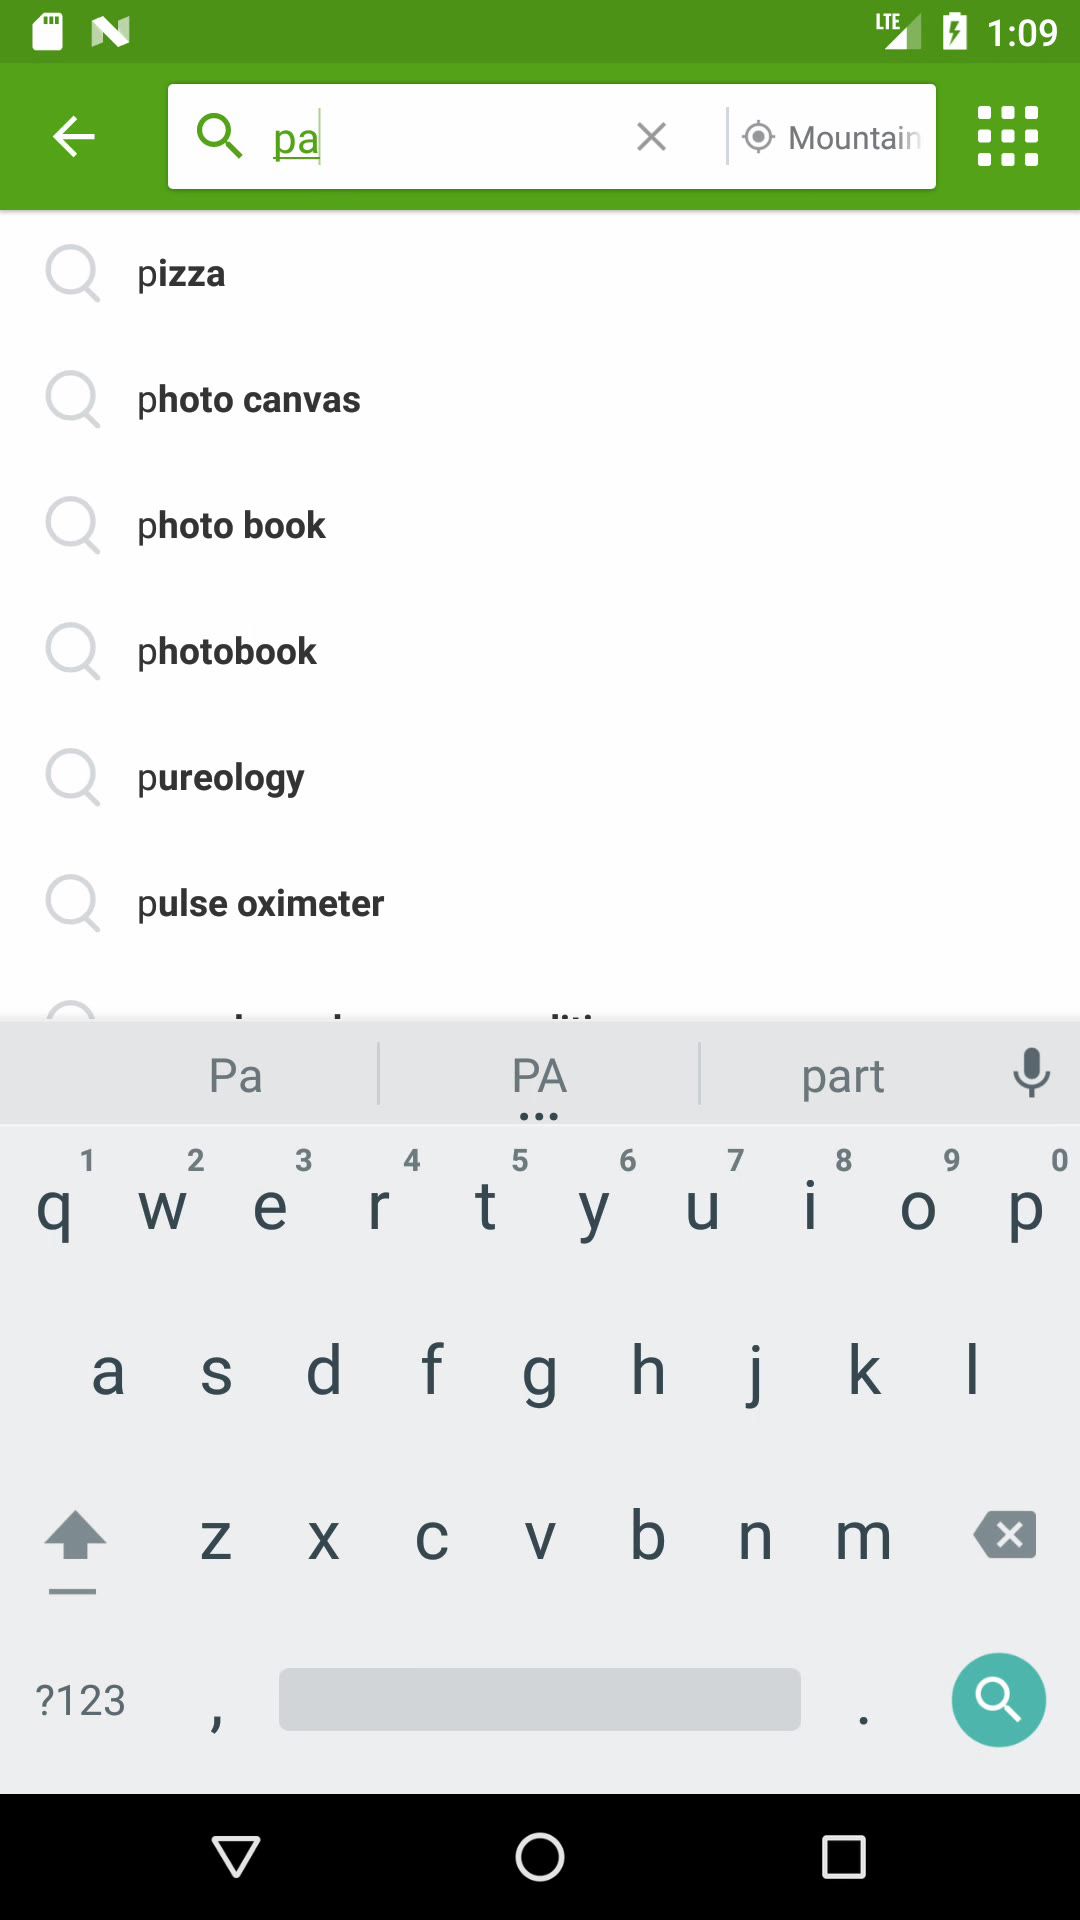 LTE 1:09
pa Mountain
pizza
photo canvas
photo book
photobook
pureology
pulse oximeter
Pa PA part
1 2 3 4 5 6 7 8 9 0
q w e r t y u i o p
a s d f g h j k l
z x c v b n m
?123 , .